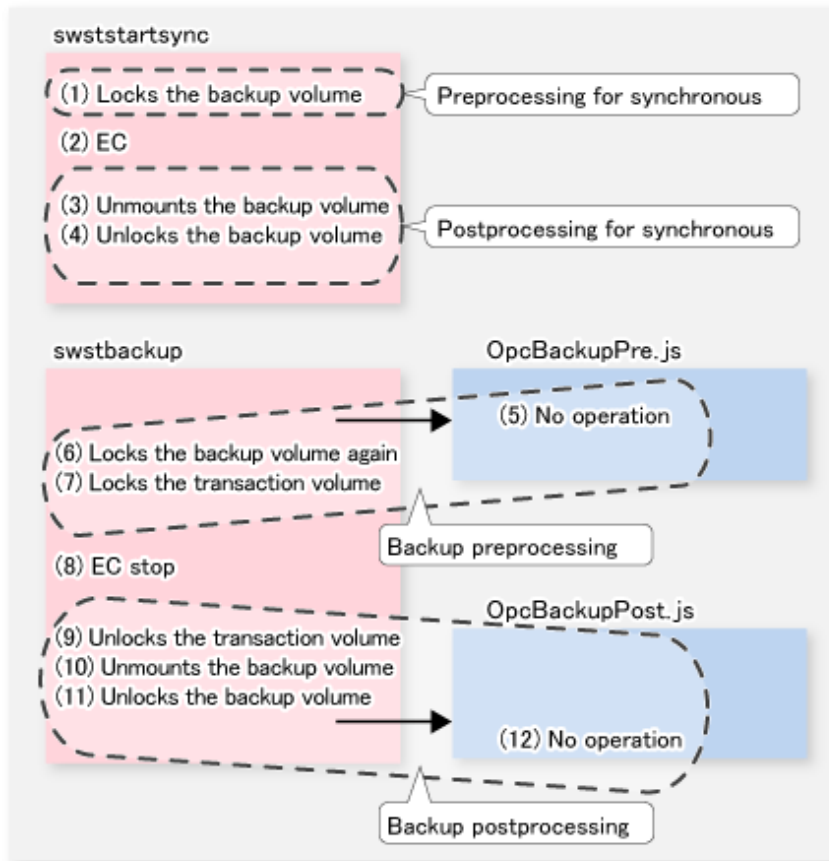 swststartsync
(1) Locks the backup volume
Preprocessing for synchronous
(2) EC
(3) Unmounts the backup volume
(4) Unlocks the backup volume
Postprocessing for synchronous
swstbackup
OpcBackupPre.js
(5) No operation
(6) Locks the backup volume again
(7) Locks the transaction volume
Backup preprocessing
(8) EC stop
OpcBackupPost.js
(9) Unlocks the transaction volume
(10) Unmounts the backup volume
(11) Unlocks the backup volume
(12) No operation
Backup postprocessing